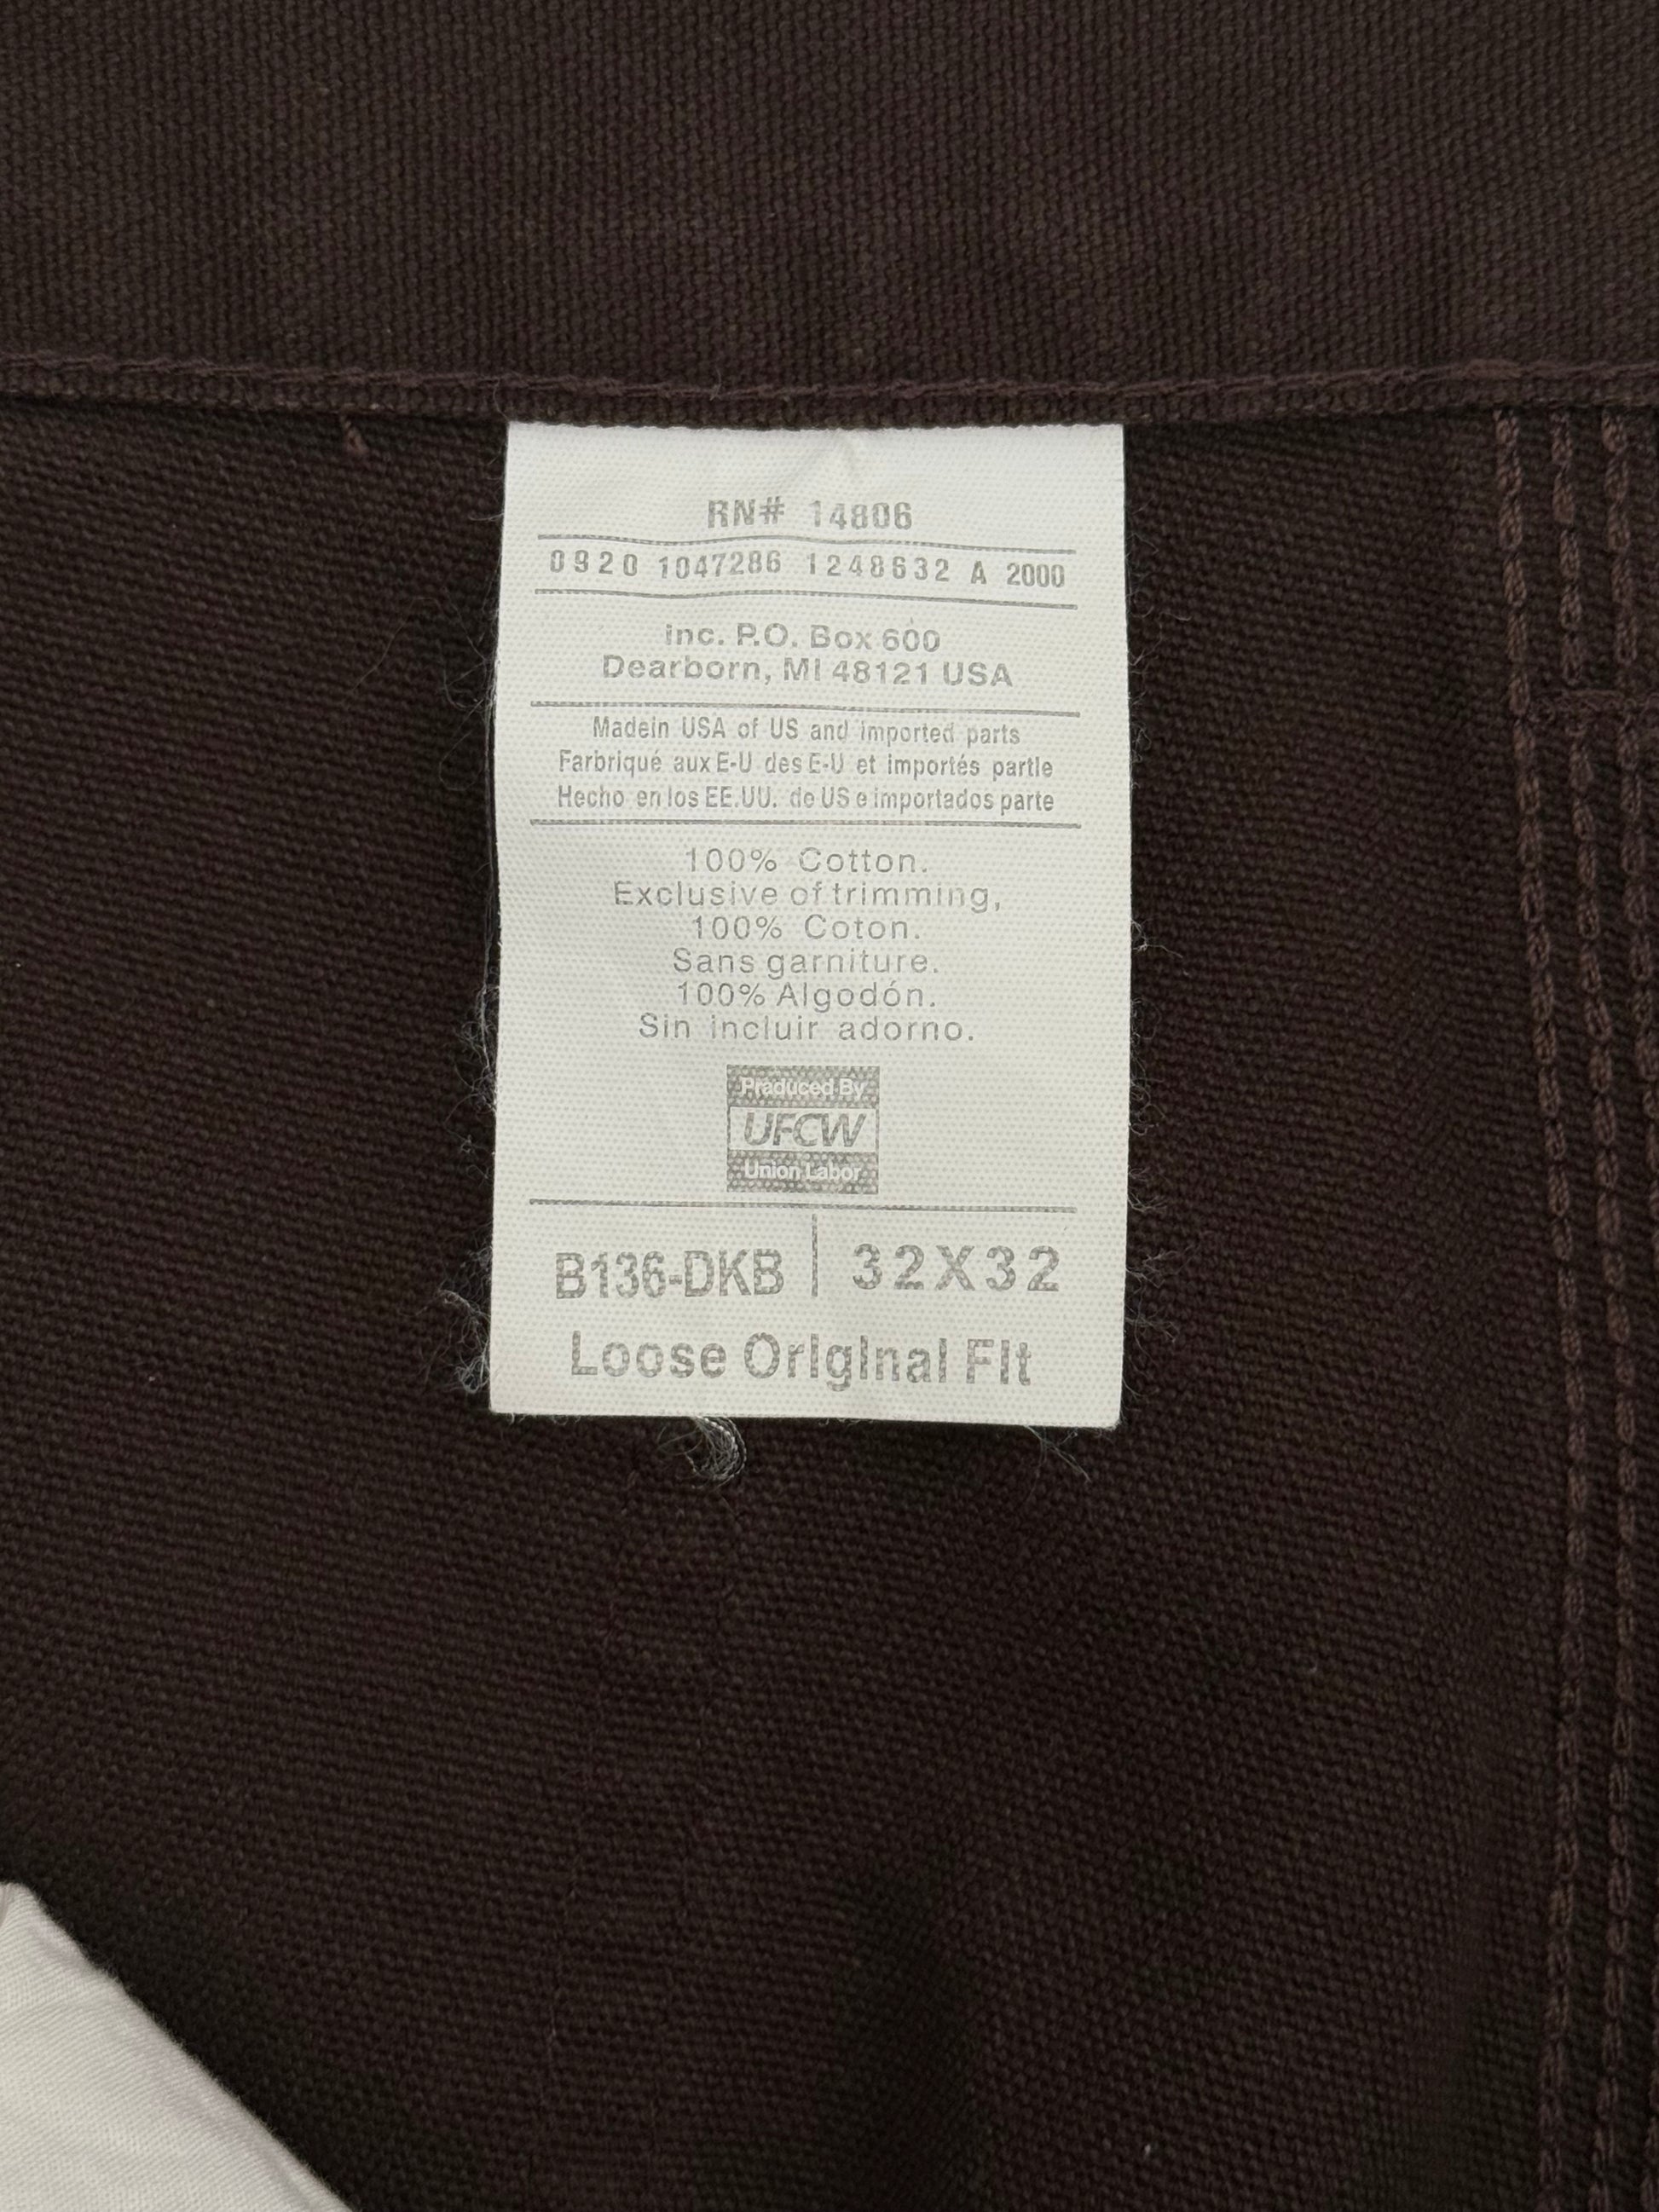 RN# 14806
0920 1047286 1248632 A 2000
inc. P.O. Box 600
Dearborn, MI 48121 USA
Madein USA of US and imported parts
Farbriqué aux E-U des E-U et importés partie
Hecho en los EE.UU. de US e importados parte
100% Cotton.
Exclusive of trimming,
100% Coton.
Sans garniture.
100% Algodón.
Sin incluir adorno.
Produced By
UFCW
Union Labor
B136-DKB | 32X32
Loose Original Fit